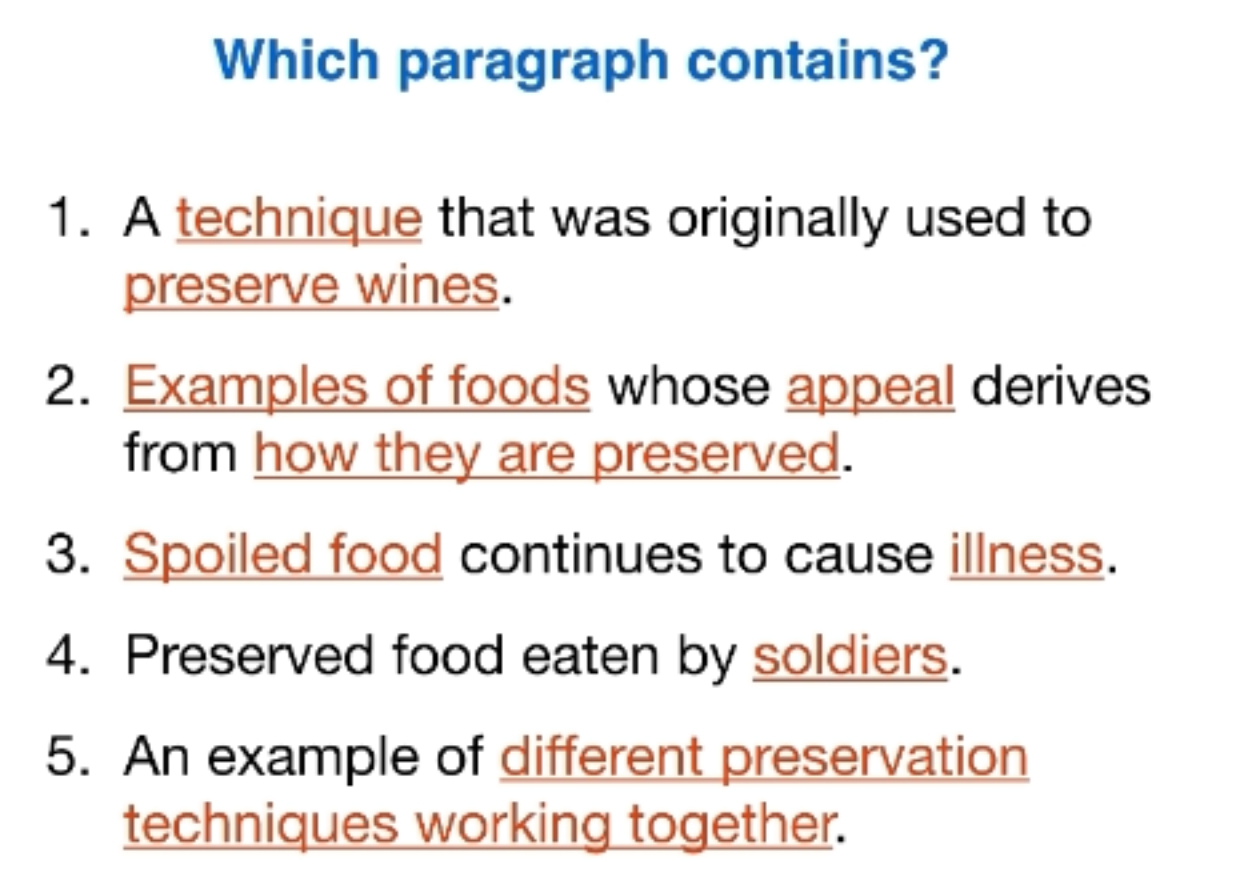 Which paragraph contains?
1. A technique that was originally used to
preserve wines.
2. Examples of foods whose appeal derives
from how they are preserved.
3. Spoiled food continues to cause illness.
4. Preserved food eaten by soldiers.
5. An example of different preservation
techniques working together.